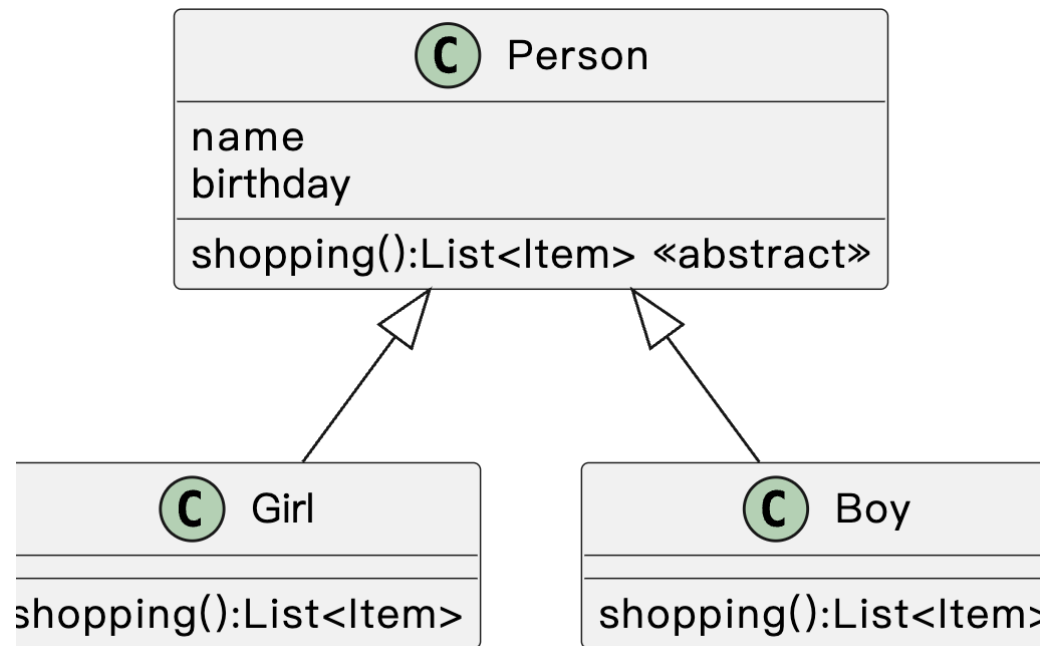 C Person
name
birthday
shopping():List<Item> «abstract»
C Girl
shopping():List<Item>
C Boy
shopping():List<Item>